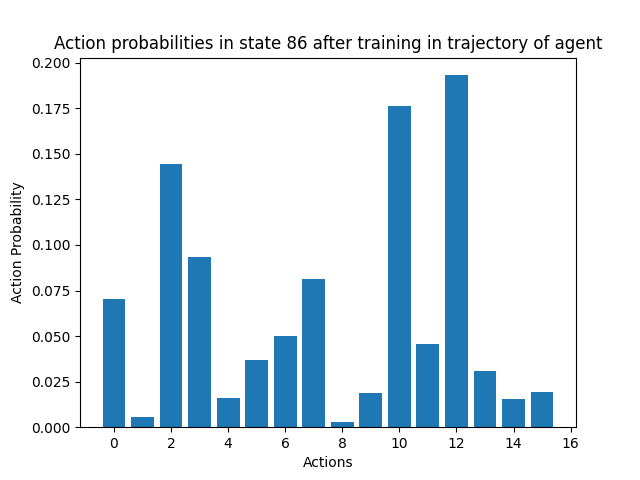 Action probabilities in state 86 after training in trajectory of agent
0.200
0.175
0.150
0.125
0.100
0.075
0.050
0.025
0.000
Action Probability
0 2 4 6 8 10 12 14 16
Actions